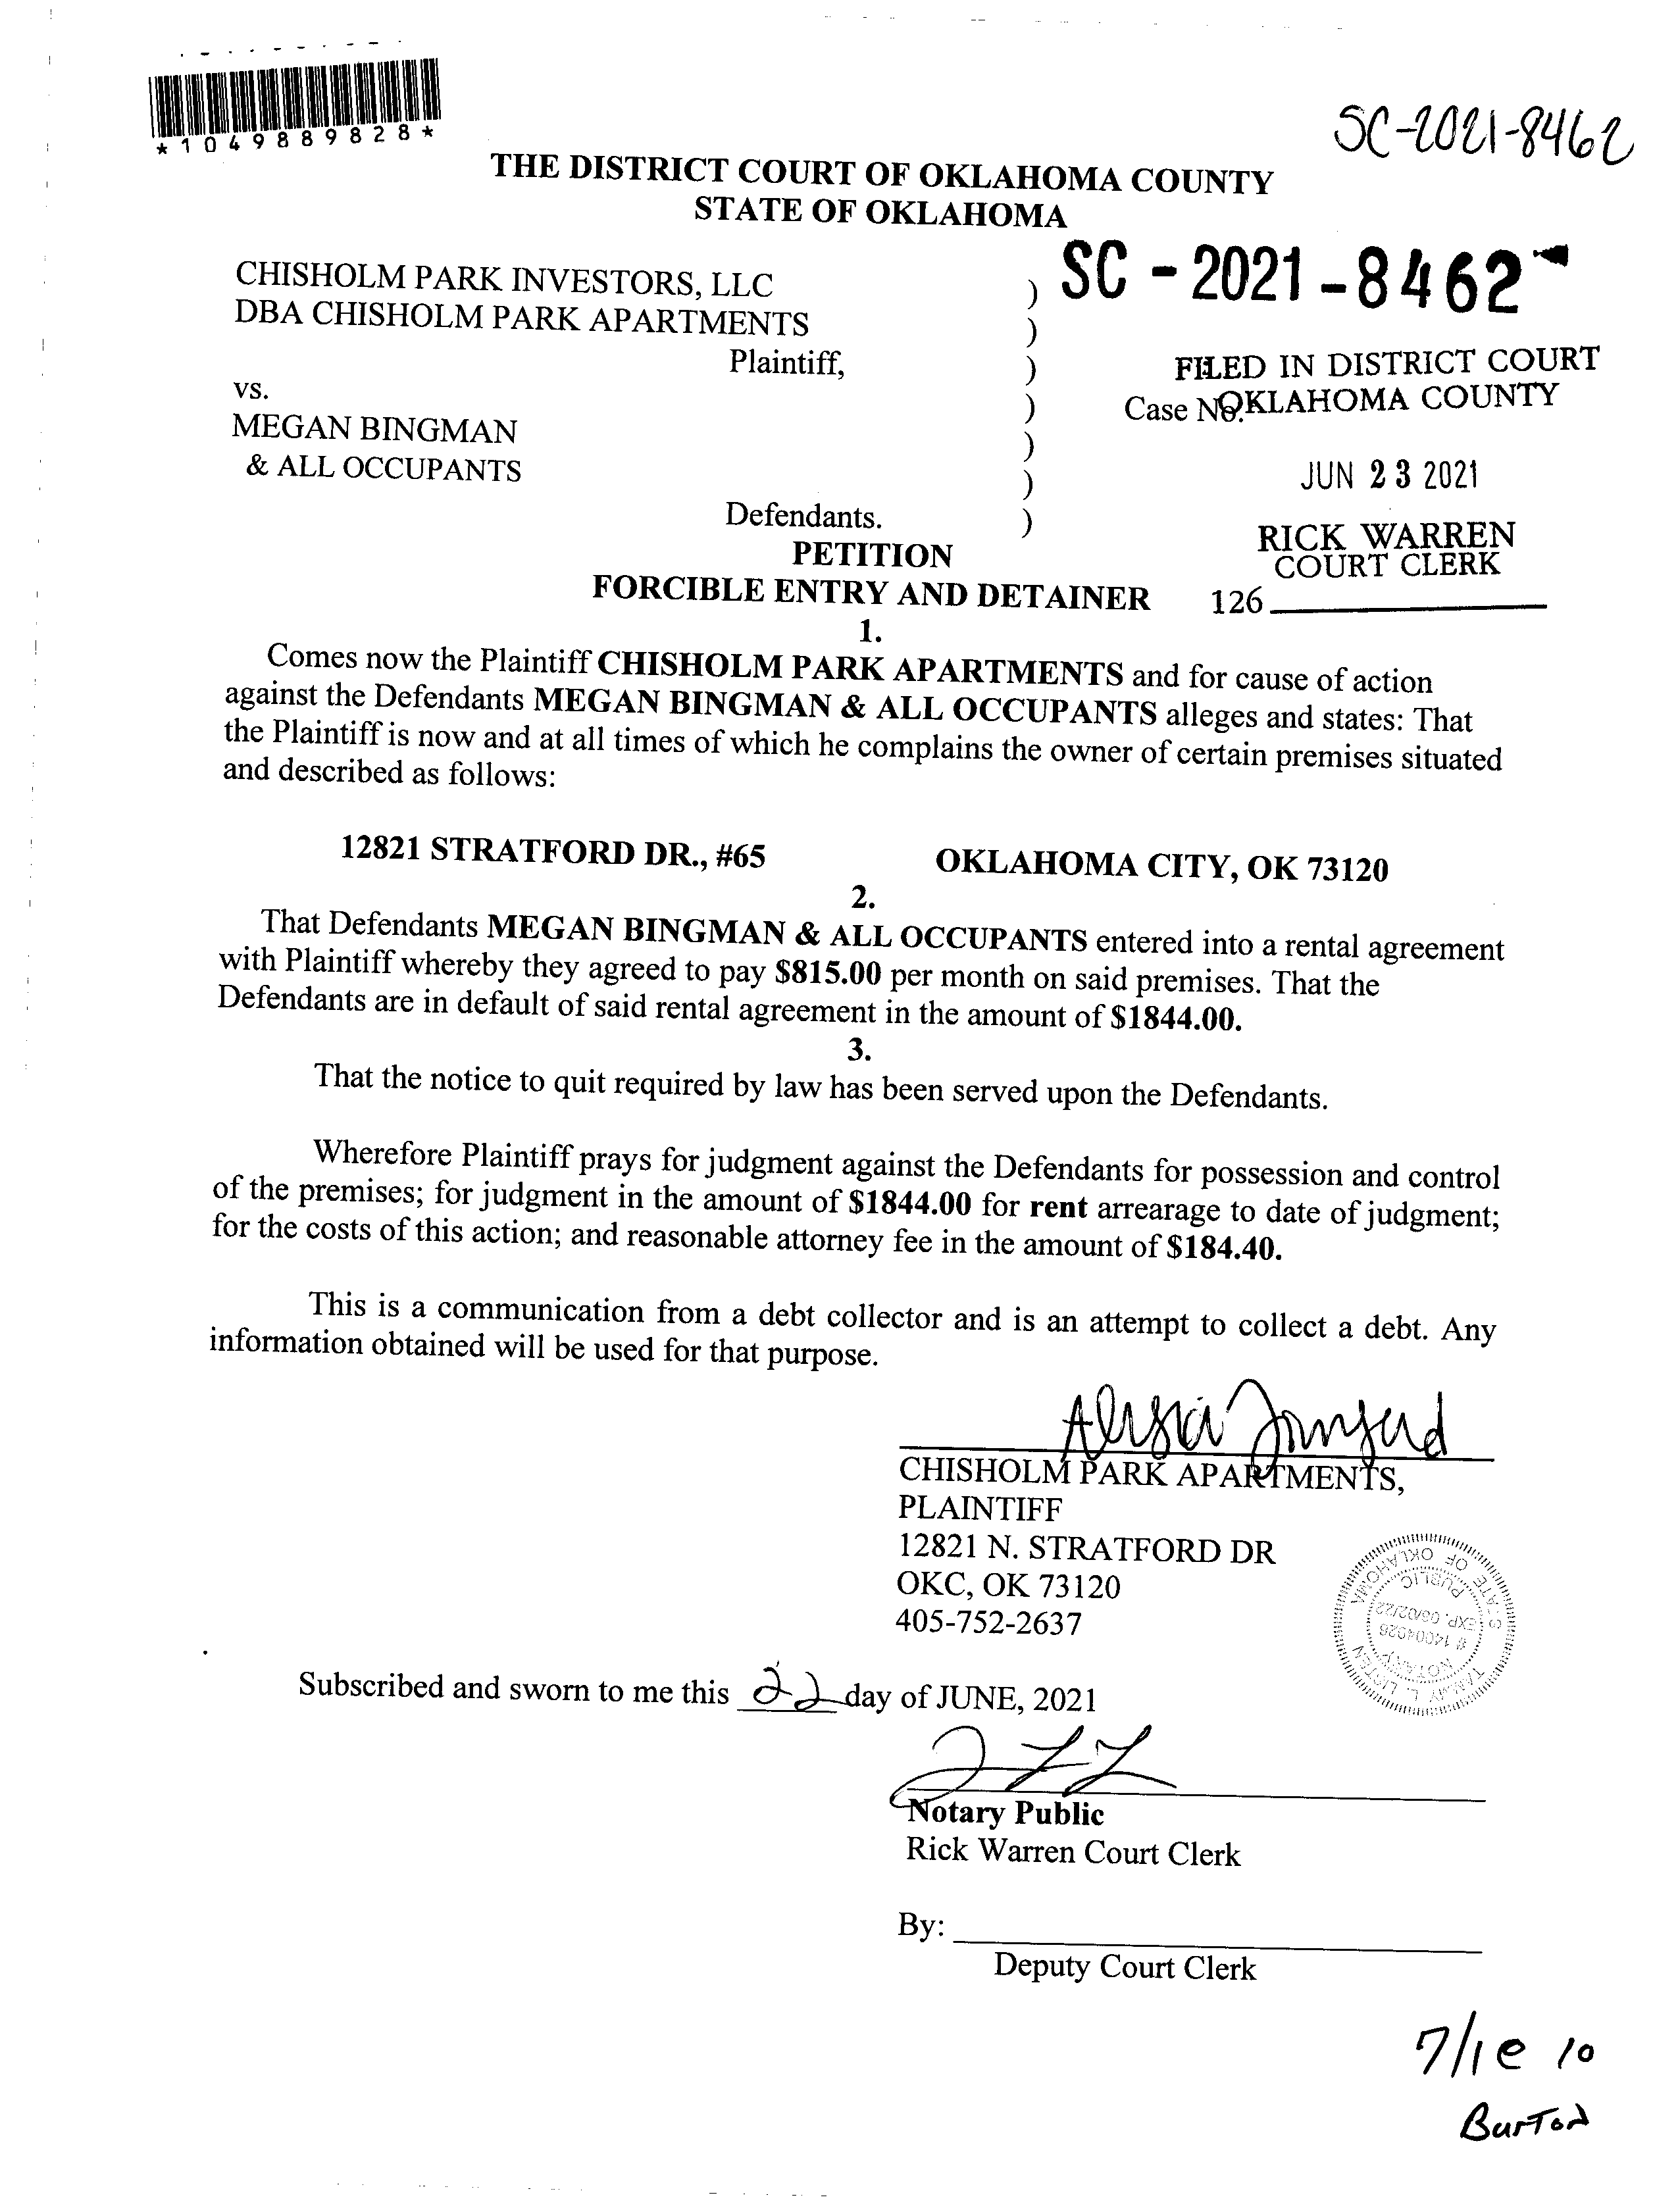 *1049889828*
SC-2021-8462
THE DISTRICT COURT OF OKLAHOMA COUNTY
STATE OF OKLAHOMA
CHISHOLM PARK INVESTORS, LLC ) SC-2021-8462
DBA CHISHOLM PARK APARTMENTS )
Plaintiff, ) FILED IN DISTRICT COURT
vs. ) Case No. OKLAHOMA COUNTY
MEGAN BINGMAN )
& ALL OCCUPANTS ) JUN 23 2021
Defendants. ) RICK WARREN
PETITION COURT CLERK
FORCIBLE ENTRY AND DETAINER 126
1.
Comes now the Plaintiff CHISHOLM PARK APARTMENTS and for cause of action
against the Defendants MEGAN BINGMAN & ALL OCCUPANTS alleges and states: That
the Plaintiff is now and at all times of which he complains the owner of certain premises situated
and described as follows:
12821 STRATFORD DR., #65 OKLAHOMA CITY, OK 73120
2.
That Defendants MEGAN BINGMAN & ALL OCCUPANTS entered into a rental agreement
with Plaintiff whereby they agreed to pay $815.00 per month on said premises. That the
Defendants are in default of said rental agreement in the amount of $1844.00.
3.
That the notice to quit required by law has been served upon the Defendants.
Wherefore Plaintiff prays for judgment against the Defendants for possession and control
of the premises; for judgment in the amount of $1844.00 for rent arrearage to date of judgment;
for the costs of this action; and reasonable attorney fee in the amount of $184.40.
This is a communication from a debt collector and is an attempt to collect a debt. Any
information obtained will be used for that purpose.
CHISHOLM PARK APARTMENTS,
PLAINTIFF
12821 N. STRATFORD DR
OKC, OK 73120
405-752-2637
STATE OF OKLAHOMA
NOTARY PUBLIC
Subscribed and sworn to me this 22 day of JUNE, 2021
Notary Public
Rick Warren Court Clerk
By:
Deputy Court Clerk
7/1 @ 10
Burton